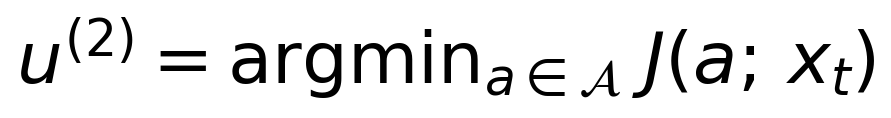 u^{(2)} = argmin_{a ∈ 𝒜} J(a; x_t)